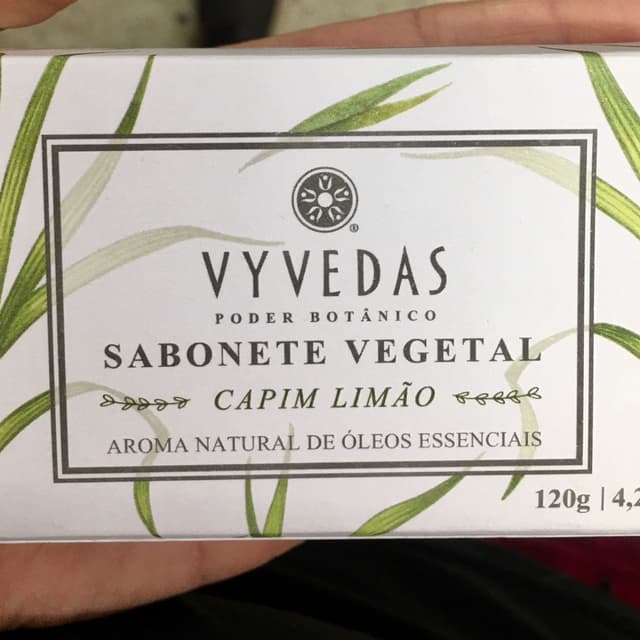 ®
VYVEDAS
PODER BOTÂNICO
SABONETE VEGETAL
CAPIM LIMÃO
AROMA NATURAL DE ÓLEOS ESSENCIAIS
120g | 4,2